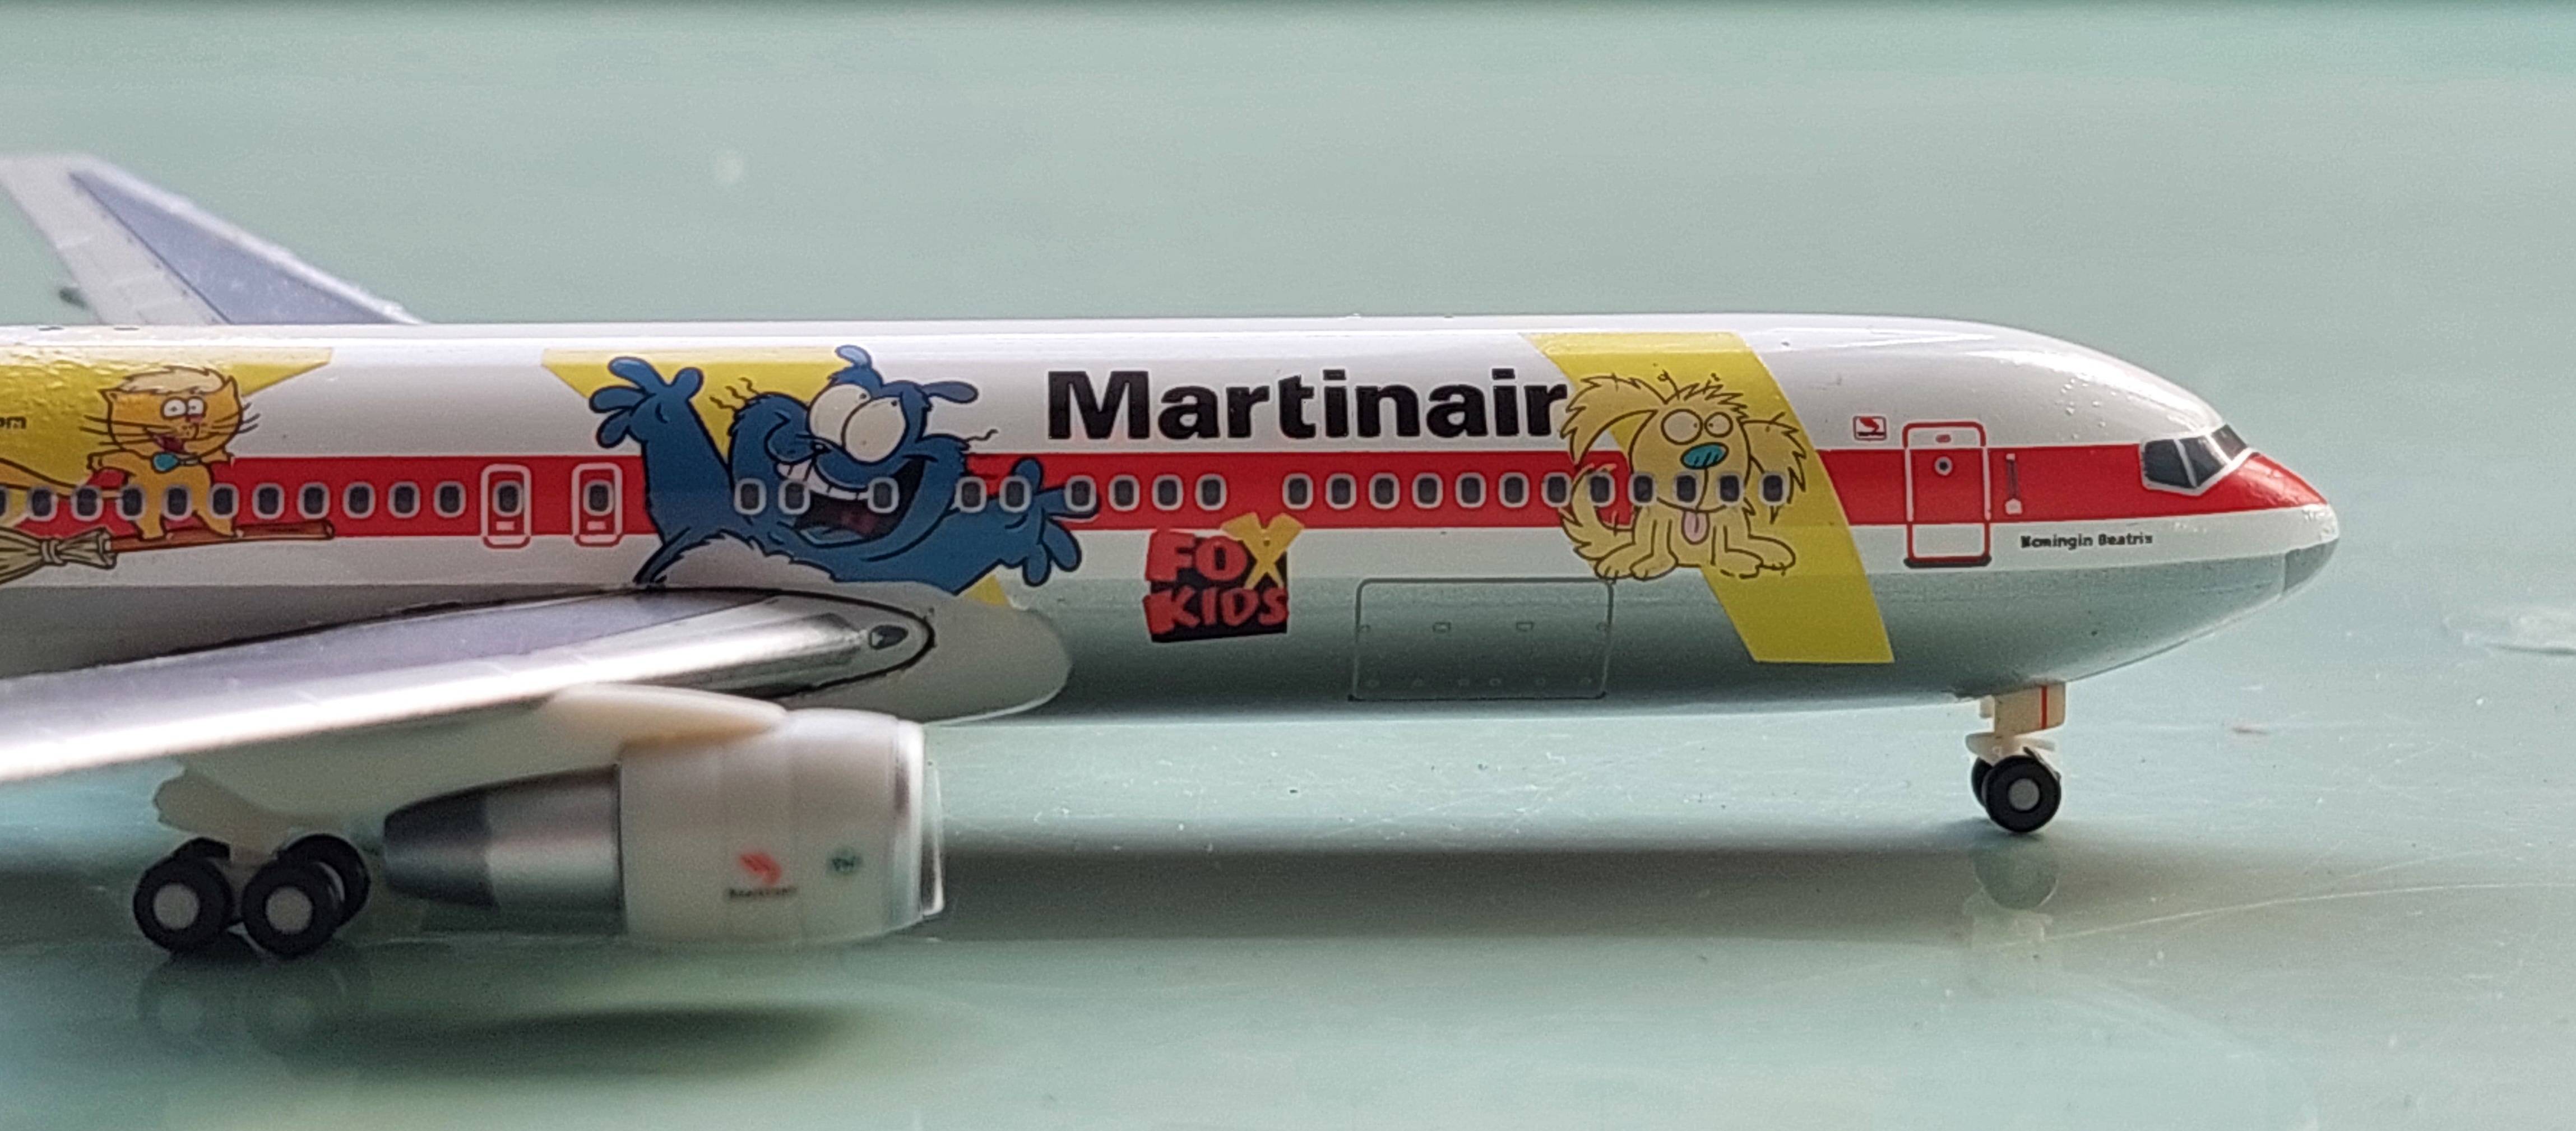 Martinair
FOX
KIDS
Koningin Beatrix